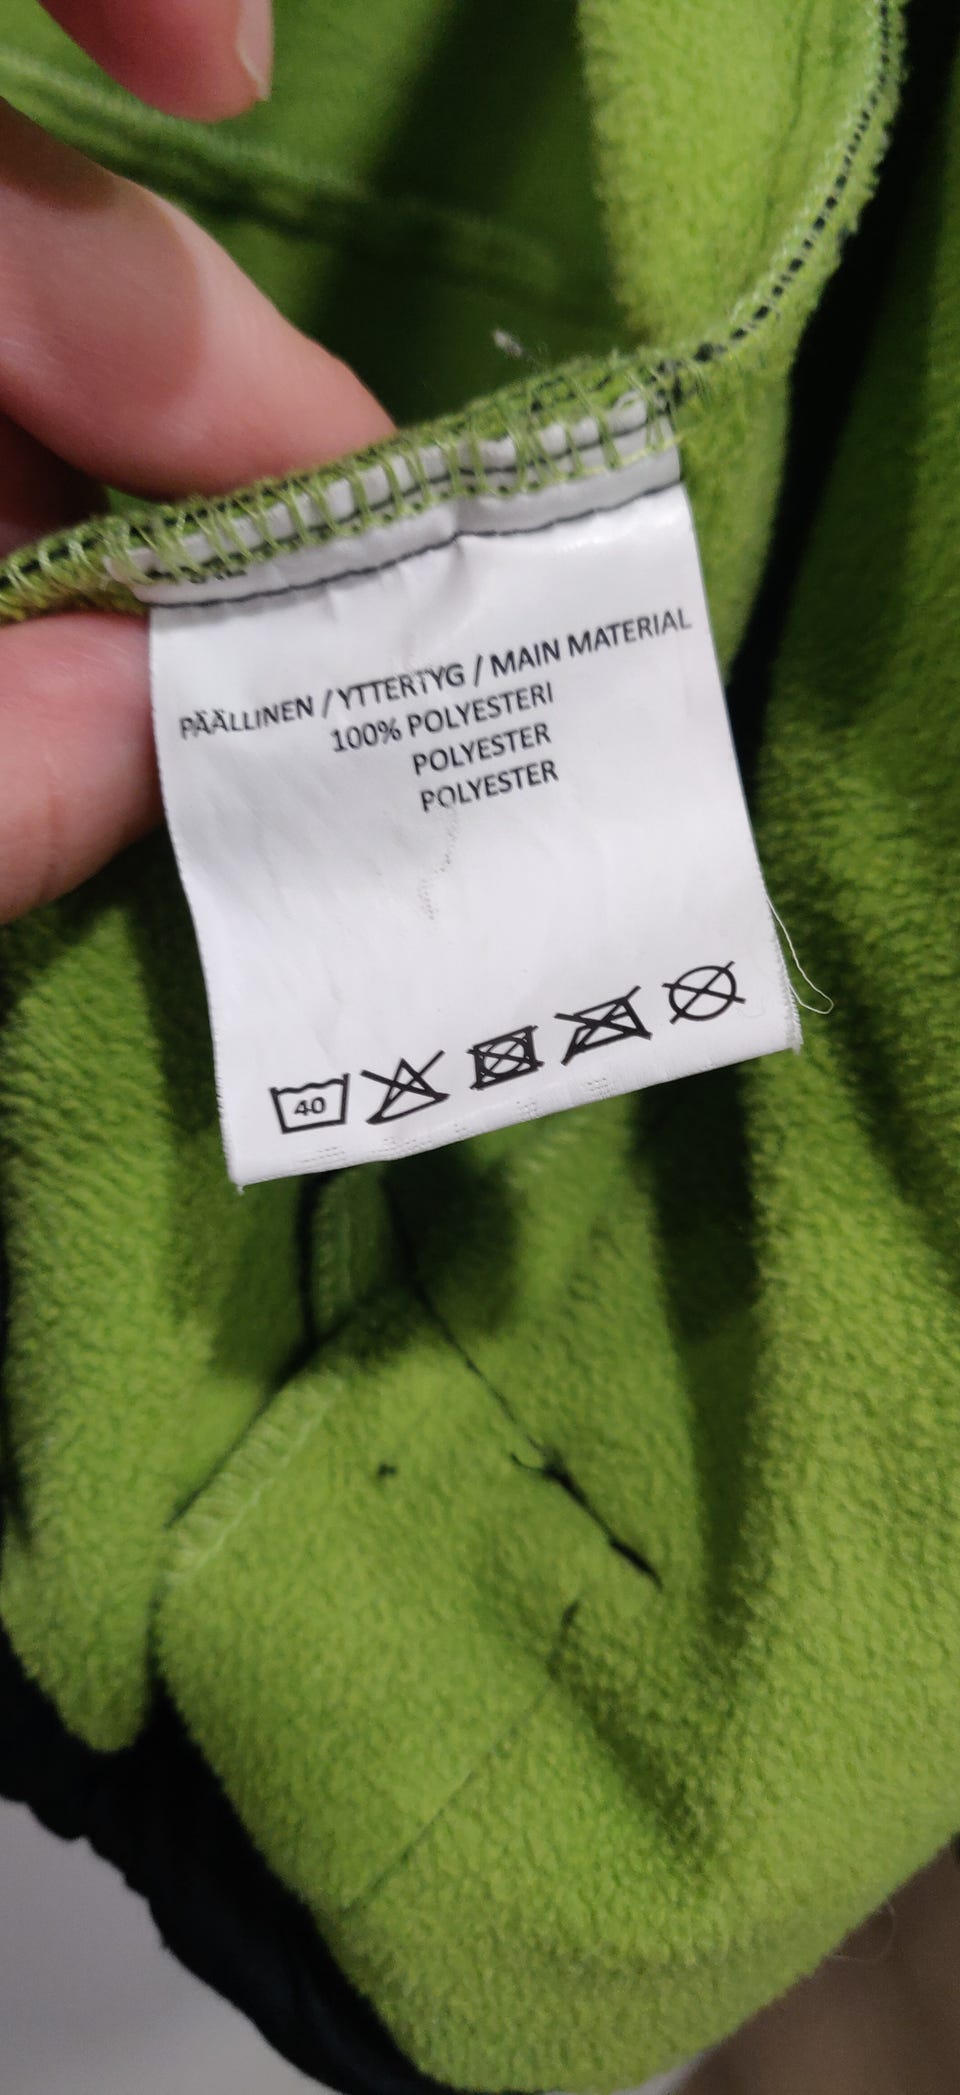 PÄÄLLINEN / YTTERTYG / MAIN MATERIAL
100% POLYESTERI
POLYESTER
POLYESTER
40